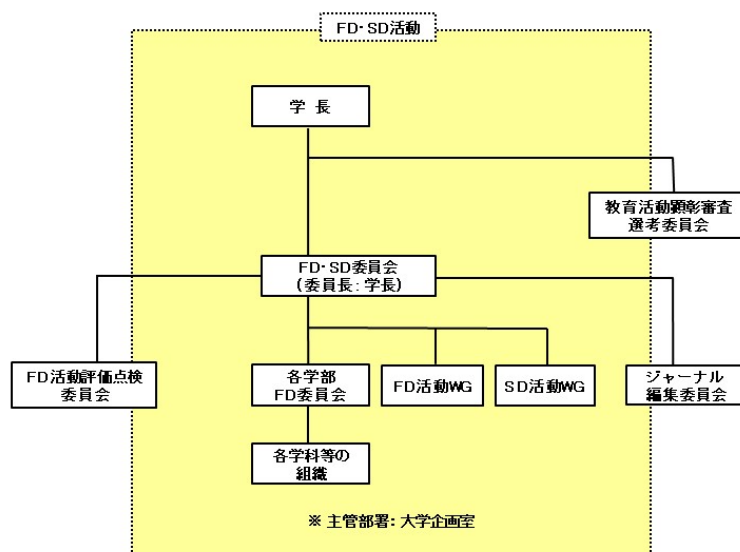 FD・SD活動
学 長
教育活動顕彰審査
選考委員会
FD・SD委員会
(委員長：学長)
FD活動評価点検
委員会
各学部
FD委員会
FD活動WG
SD活動WG
ジャーナル
編集委員会
各学科等の
組織
※ 主管部署：大学企画室